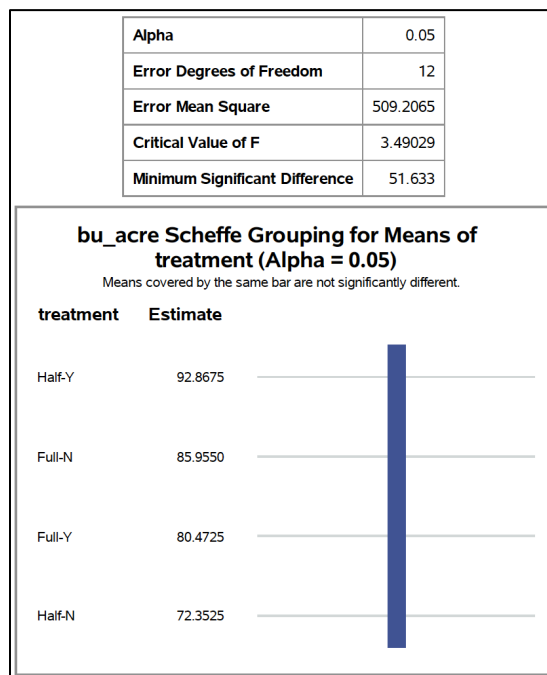 Alpha 0.05
Error Degrees of Freedom 12
Error Mean Square 509.2065
Critical Value of F 3.49029
Minimum Significant Difference 51.633
bu_acre Scheffe Grouping for Means of
treatment (Alpha = 0.05)
Means covered by the same bar are not significantly different.
treatment Estimate
Half-Y 92.8675
Full-N 85.9550
Full-Y 80.4725
Half-N 72.3525